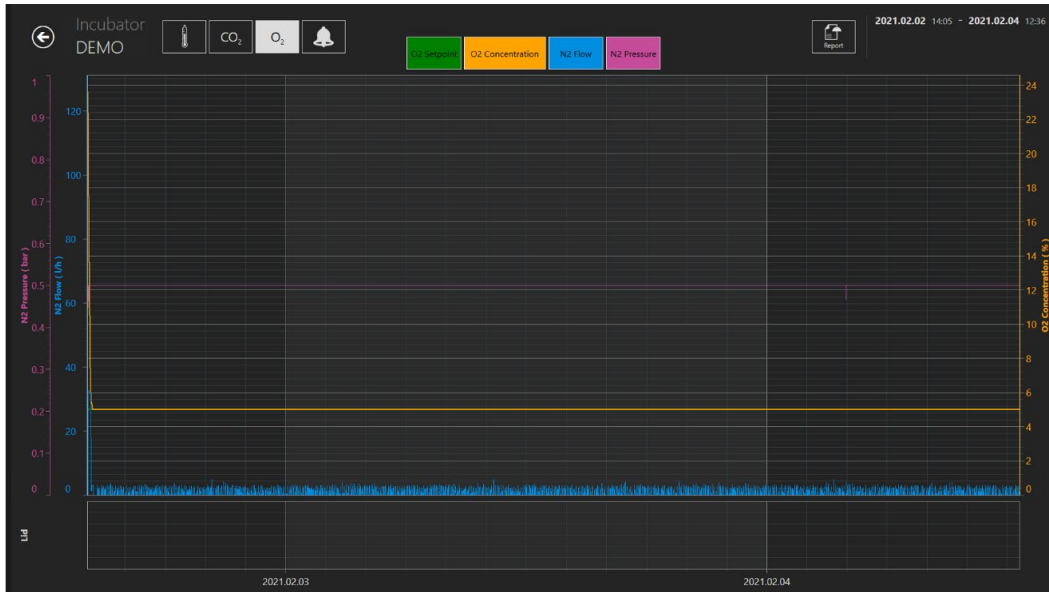 Incubator
DEMO
CO₂
O₂
O2 Setpoint
O2 Concentration
N2 Flow
N2 Pressure
Report
2021.02.02 14:05 - 2021.02.04 12:36
N2 Pressure ( bar )
1
0.9
0.8
0.7
0.6
0.5
0.4
0.3
0.2
0.1
0
N2 Flow ( l/h )
120
100
80
60
40
20
0
24
22
20
18
16
14
12
10
8
6
4
2
0
O2 Concentration ( % )
Lid
2021.02.03
2021.02.04